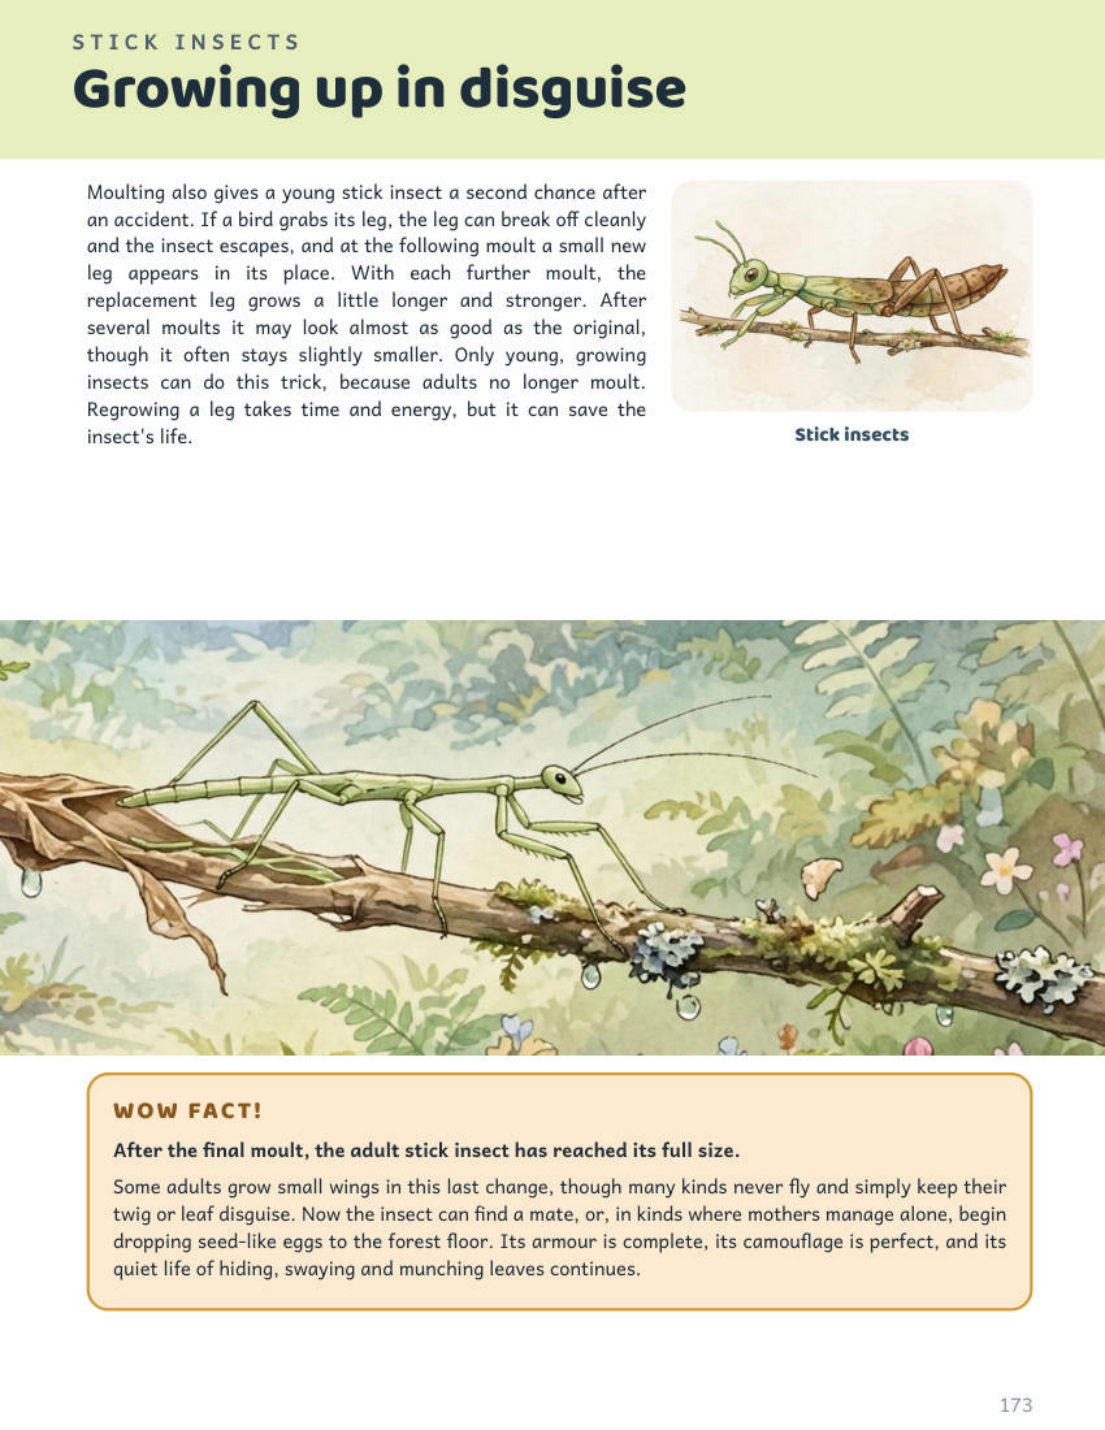 STICK INSECTS
Growing up in disguise
Moulting also gives a young stick insect a second chance after
an accident. If a bird grabs its leg, the leg can break off cleanly
and the insect escapes, and at the following moult a small new
leg appears in its place. With each further moult, the
replacement leg grows a little longer and stronger. After
several moults it may look almost as good as the original,
though it often stays slightly smaller. Only young, growing
insects can do this trick, because adults no longer moult.
Regrowing a leg takes time and energy, but it can save the
insect's life.
Stick insects
WOW FACT!
After the final moult, the adult stick insect has reached its full size.
Some adults grow small wings in this last change, though many kinds never fly and simply keep their
twig or leaf disguise. Now the insect can find a mate, or, in kinds where mothers manage alone, begin
dropping seed-like eggs to the forest floor. Its armour is complete, its camouflage is perfect, and its
quiet life of hiding, swaying and munching leaves continues.
173